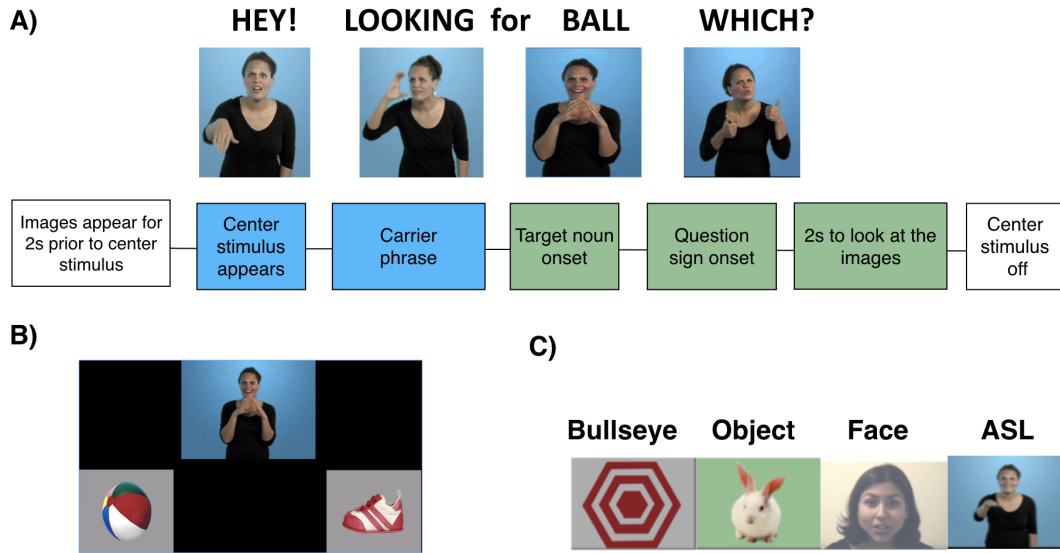 A)
HEY! LOOKING for BALL WHICH?
Images appear for
2s prior to center
stimulus
Center
stimulus
appears
Carrier
phrase
Target noun
onset
Question
sign onset
2s to look at the
images
Center
stimulus
off
B)
C)
Bullseye Object Face ASL